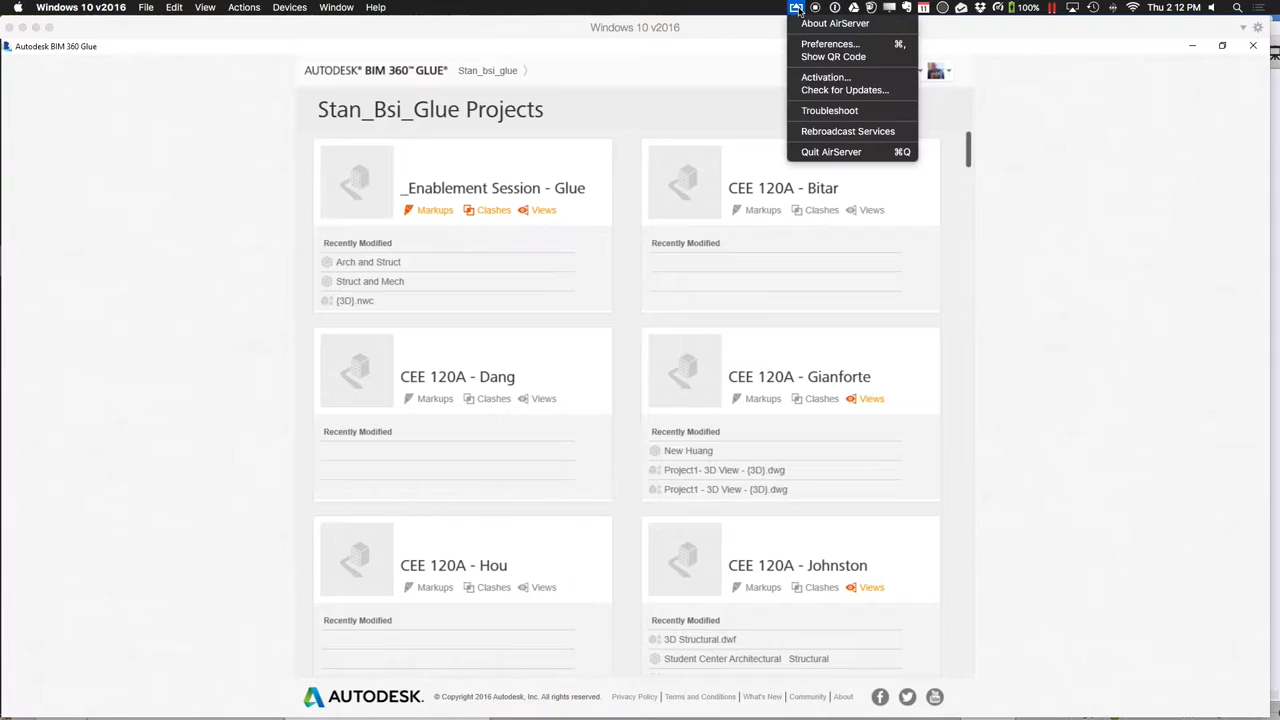 Windows 10 v2016 File Edit View Actions Devices Window Help 100% Thu 2:12 PM
Windows 10 v2016
Autodesk BIM 360 Glue
About AirServer
Preferences... ⌘,
Show QR Code
Activation...
Check for Updates...
Troubleshoot
Rebroadcast Services
Quit AirServer ⌘Q
AUTODESK® BIM 360™ GLUE® Stan_bsi_glue
Stan_Bsi_Glue Projects
_Enablement Session - Glue
Markups Clashes Views
Recently Modified
Arch and Struct
Struct and Mech
{3D}.nwc
CEE 120A - Bitar
Markups Clashes Views
Recently Modified
CEE 120A - Dang
Markups Clashes Views
Recently Modified
CEE 120A - Gianforte
Markups Clashes Views
Recently Modified
New Huang
Project1- 3D View - {3D}.dwg
Project1 - 3D View - {3D}.dwg
CEE 120A - Hou
Markups Clashes Views
Recently Modified
CEE 120A - Johnston
Markups Clashes Views
Recently Modified
3D Structural.dwf
Student Center Architectural Structural
AUTODESK. © Copyright 2016 Autodesk, Inc. All rights reserved. Privacy Policy | Terms and Conditions | What's New | Community | About